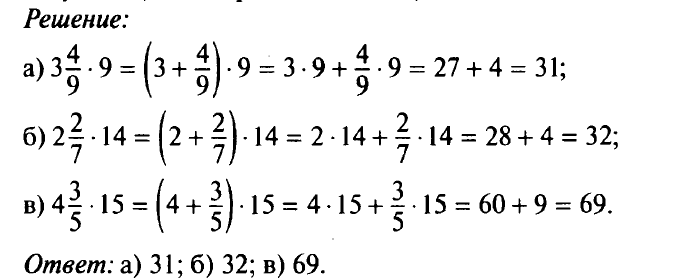 Решение:
а) 3 4/9 · 9 = (3 + 4/9) · 9 = 3 · 9 + 4/9 · 9 = 27 + 4 = 31;
б) 2 2/7 · 14 = (2 + 2/7) · 14 = 2 · 14 + 2/7 · 14 = 28 + 4 = 32;
в) 4 3/5 · 15 = (4 + 3/5) · 15 = 4 · 15 + 3/5 · 15 = 60 + 9 = 69.
Ответ: а) 31; б) 32; в) 69.